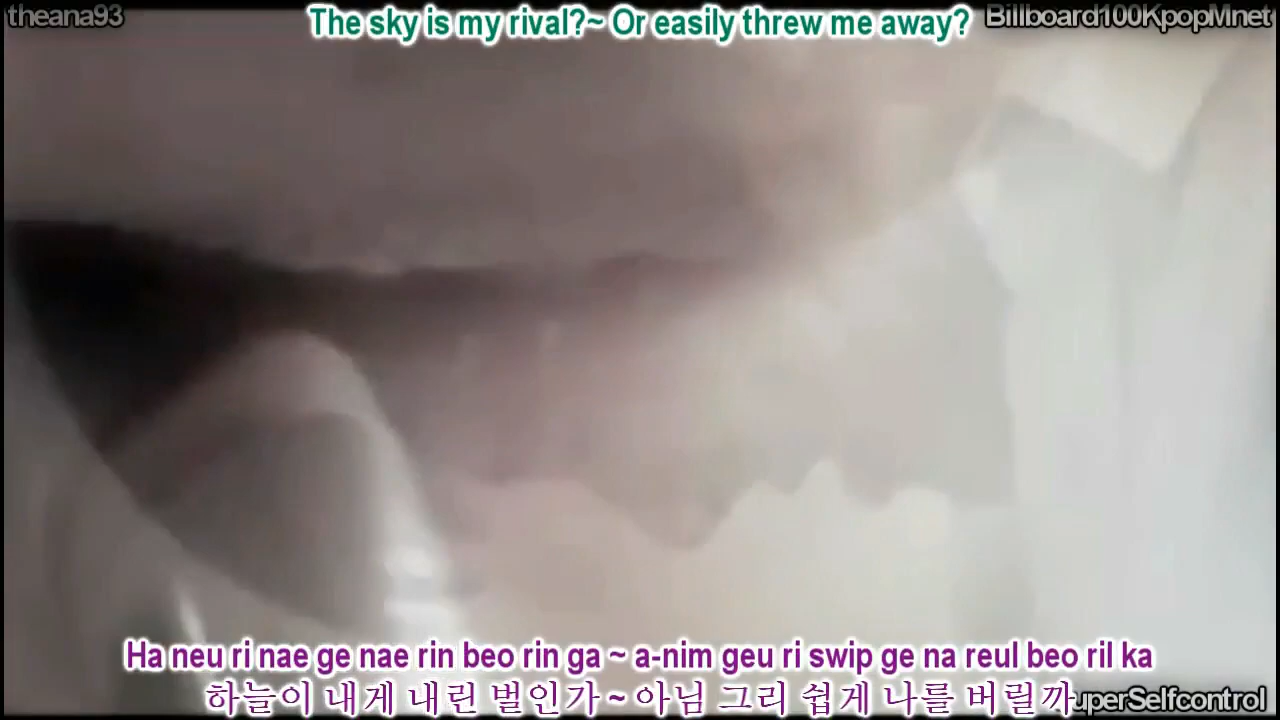 theana93
The sky is my rival?~ Or easily threw me away?
Billboard100KpopMnet
Ha neu ri nae ge nae rin beo rin ga ~ a-nim geu ri swip ge na reul beo ril ka
하늘이 내게 내린 벌인가 ~ 아님 그리 쉽게 나를 버릴까
uperSelfcontrol